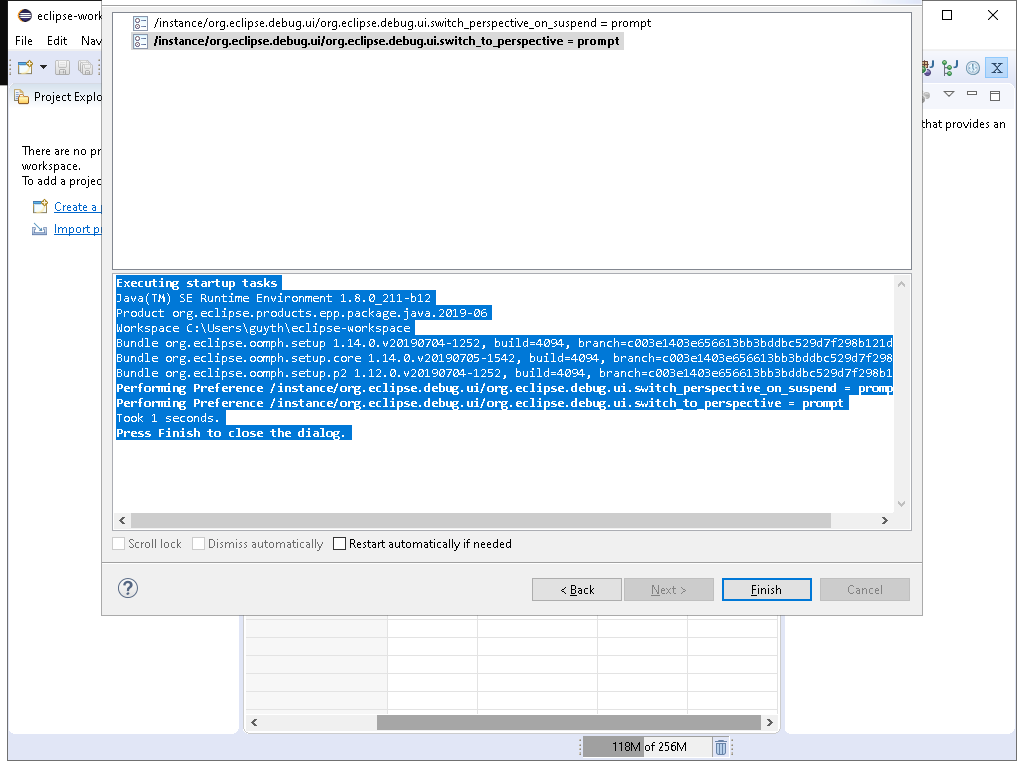 eclipse-work
/instance/org.eclipse.debug.ui/org.eclipse.debug.ui.switch_perspective_on_suspend = prompt
/instance/org.eclipse.debug.ui/org.eclipse.debug.ui.switch_to_perspective = prompt
File Edit Nav
Project Explo
that provides an
There are no pr
workspace.
To add a projec
Create a p
Import pr
Executing startup tasks
Java(TM) SE Runtime Environment 1.8.0_211-b12
Product org.eclipse.products.epp.package.java.2019-06
Workspace C:\Users\guyth\eclipse-workspace
Bundle org.eclipse.oomph.setup 1.14.0.v20190704-1252, build=4094, branch=c003e1403e656613bb3bddbc529d7f298b121d
Bundle org.eclipse.oomph.setup.core 1.14.0.v20190705-1542, build=4094, branch=c003e1403e656613bb3bddbc529d7f298
Bundle org.eclipse.oomph.setup.p2 1.12.0.v20190704-1252, build=4094, branch=c003e1403e656613bb3bddbc529d7f298b1
Performing Preference /instance/org.eclipse.debug.ui/org.eclipse.debug.ui.switch_perspective_on_suspend = promp
Performing Preference /instance/org.eclipse.debug.ui/org.eclipse.debug.ui.switch_to_perspective = prompt
Took 1 seconds.
Press Finish to close the dialog.
Scroll lock Dismiss automatically Restart automatically if needed
? < Back Next > Finish Cancel
118M of 256M